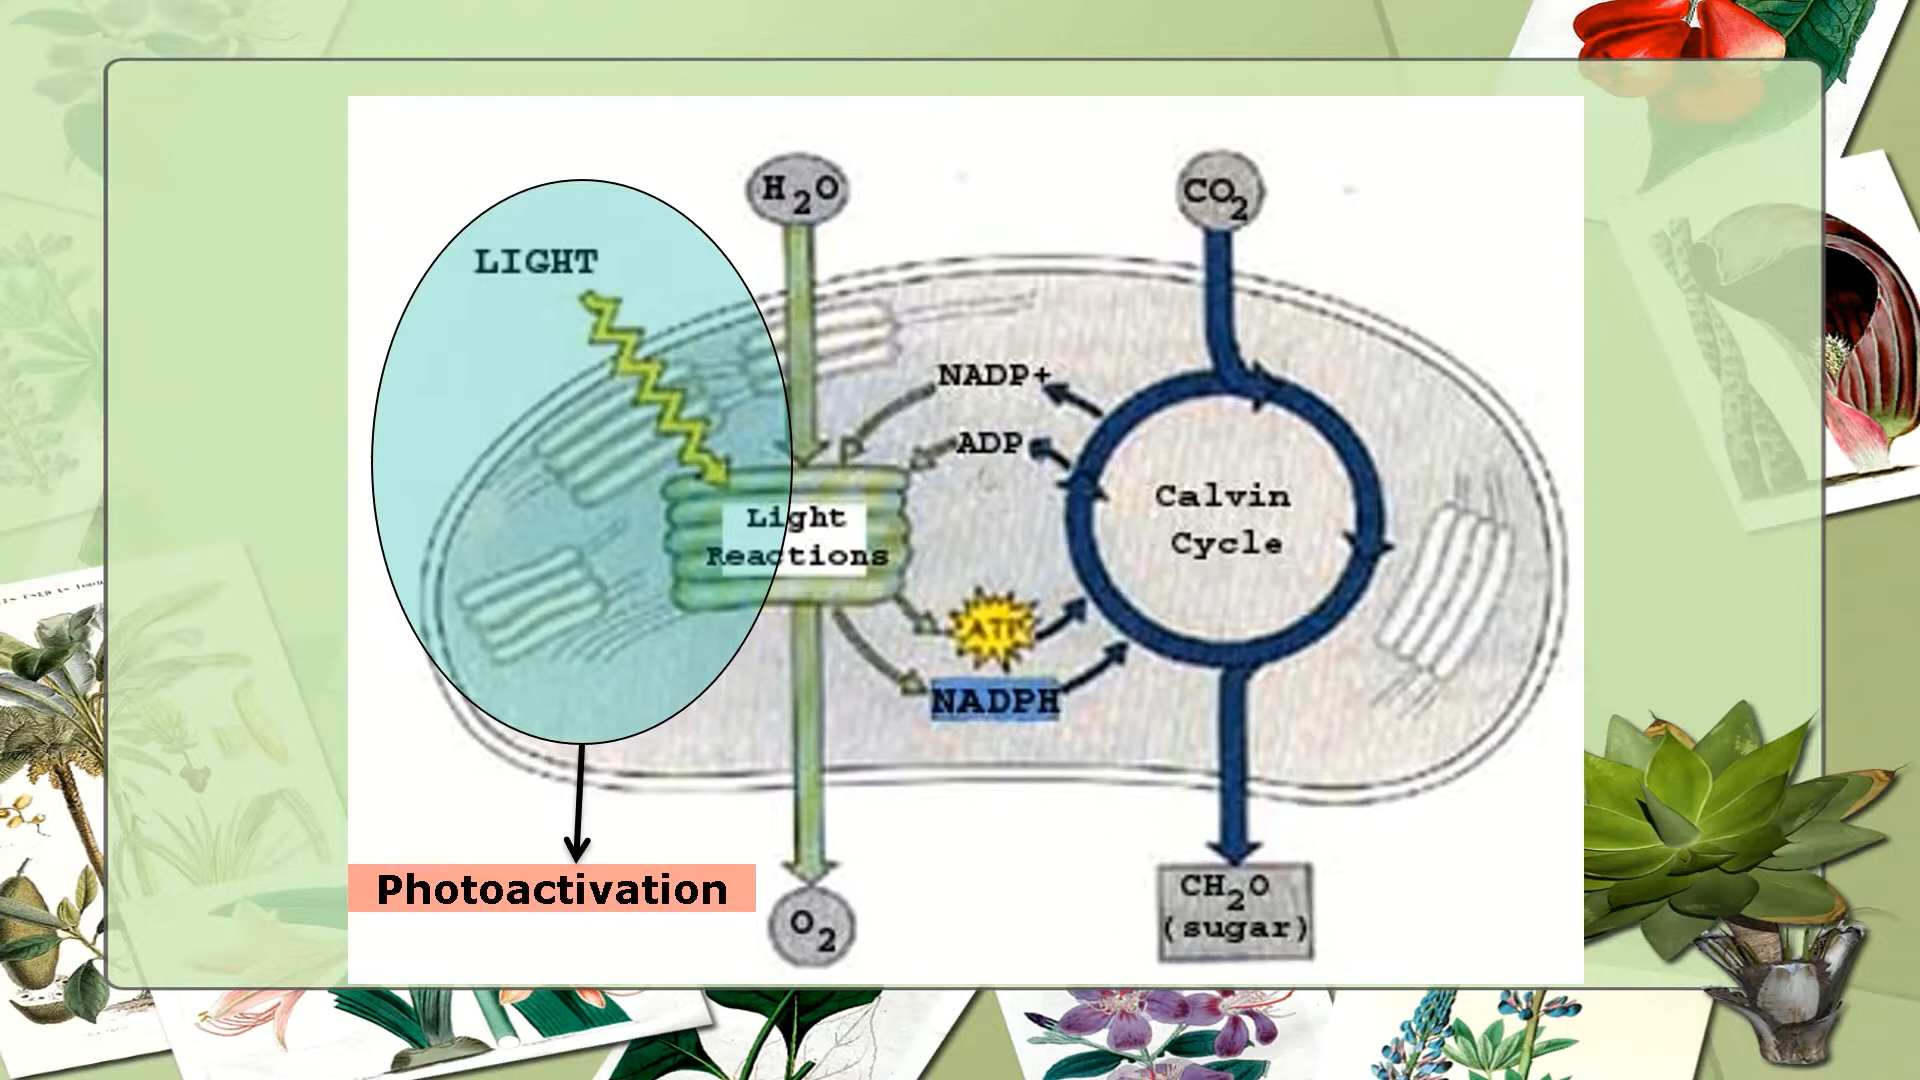 H2O
CO2
LIGHT
NADP+
ADP
Light
Reactions
Calvin
Cycle
ATP
NADPH
Photoactivation
O2
CH2O
(sugar)